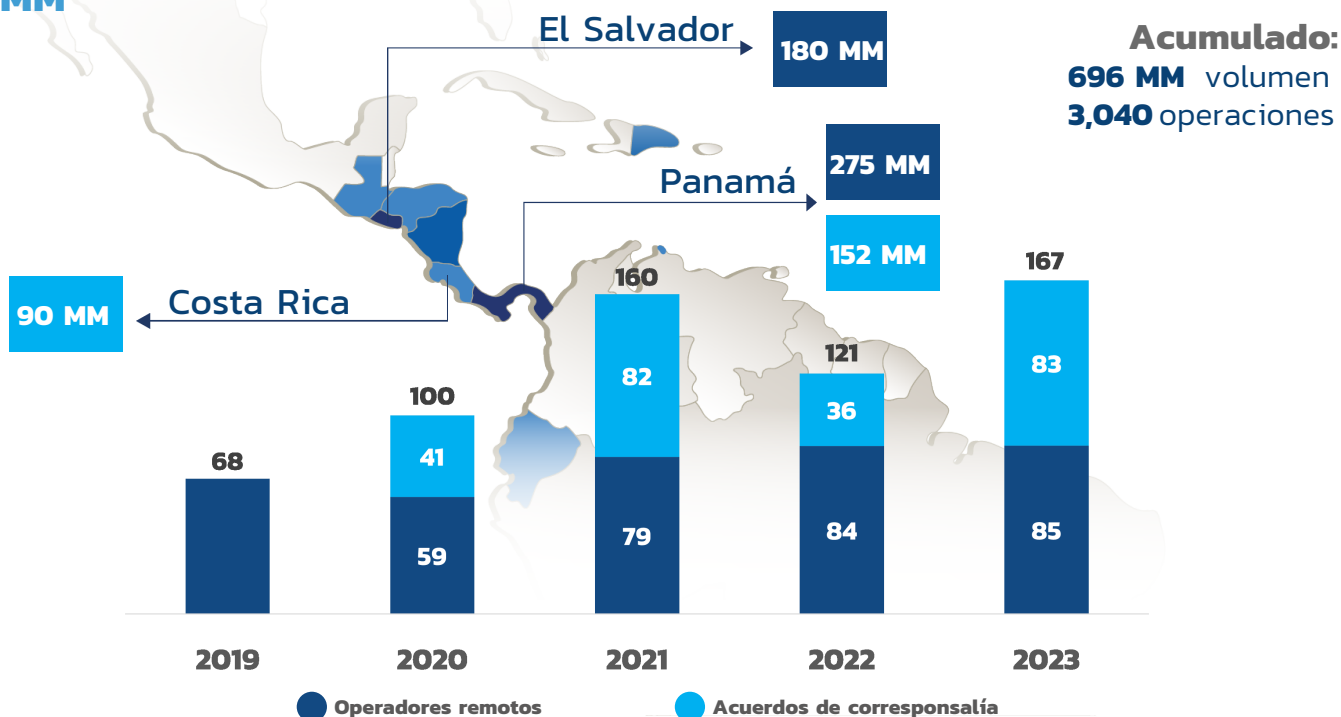 MM
El Salvador
180 MM
Acumulado:
696 MM volumen
3,040 operaciones
Panamá
275 MM
152 MM
Costa Rica
90 MM
68
100
41
59
160
82
79
121
36
84
167
83
85
2019
2020
2021
2022
2023
Operadores remotos
Acuerdos de corresponsalía